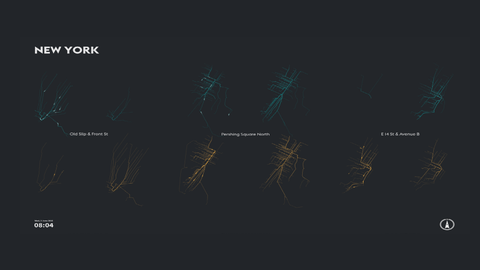 NEW YORK
Old Slip & Front St
Pershing Square North
E 14 St & Avenue B
08:04